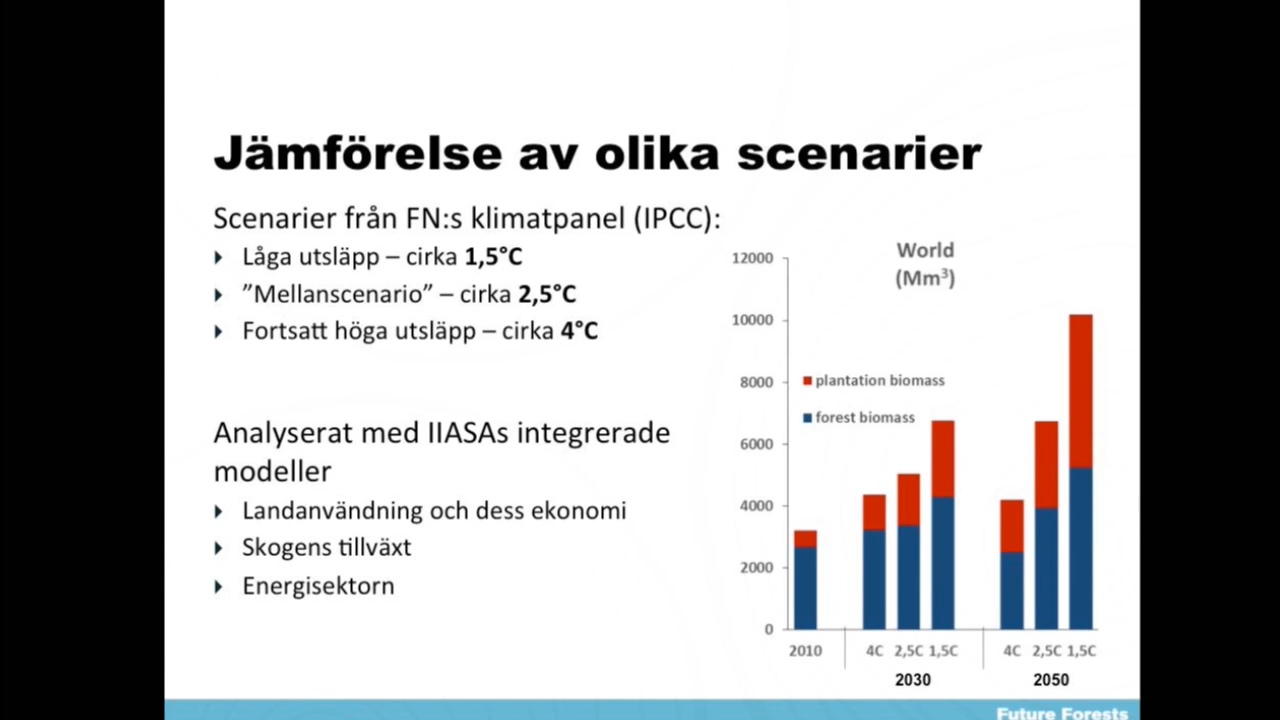 Jämförelse av olika scenarier
Scenarier från FN:s klimatpanel (IPCC):
Låga utsläpp – cirka 1,5°C
”Mellanscenario” – cirka 2,5°C
Fortsatt höga utsläpp – cirka 4°C
Analyserat med IIASAs integrerade
modeller
Landanvändning och dess ekonomi
Skogens tillväxt
Energisektorn
World
(Mm³)
12000
10000
8000
6000
4000
2000
0
plantation biomass
forest biomass
2010 4C 2,5C 1,5C 4C 2,5C 1,5C
2030 2050
Future Forests